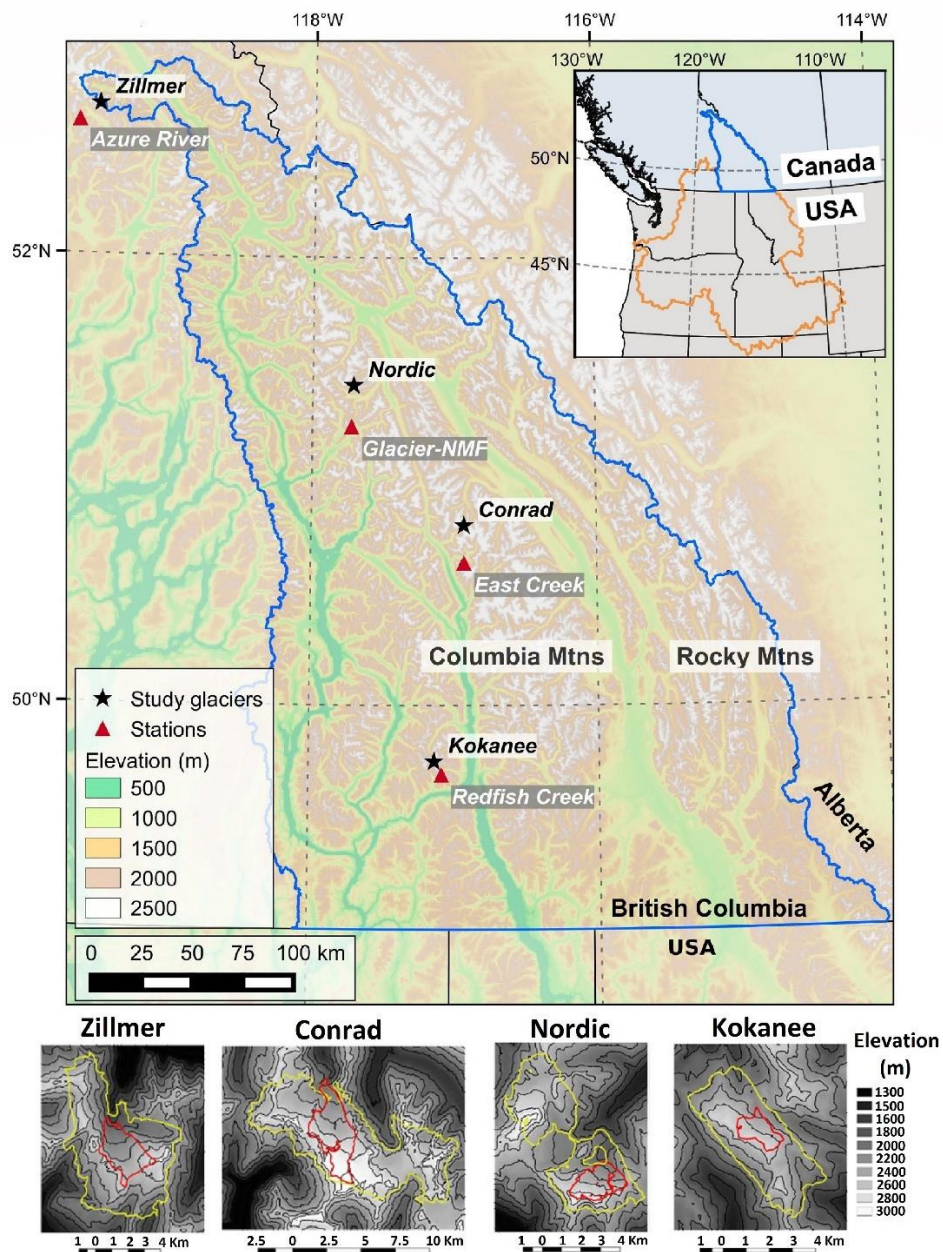 118°W 116°W 114°W
130°W 120°W 110°W
Zillmer
Azure River
50°N
Canada
USA
52°N
45°N
Nordic
Glacier-NMF
Conrad
East Creek
Columbia Mtns Rocky Mtns
50°N
Study glaciers
Stations
Elevation (m)
500
1000
1500
2000
2500
Kokanee
Redfish Creek
Alberta
British Columbia
USA
0 25 50 75 100 km
Zillmer Conrad Nordic Kokanee
Elevation
(m)
1300
1500
1600
1800
2000
2200
2400
2600
2800
3000
1 0 1 2 3 4 Km
2.5 0 2.5 5 7.5 10 Km
1 0 1 2 3 4 Km
1 0 1 2 3 4 Km